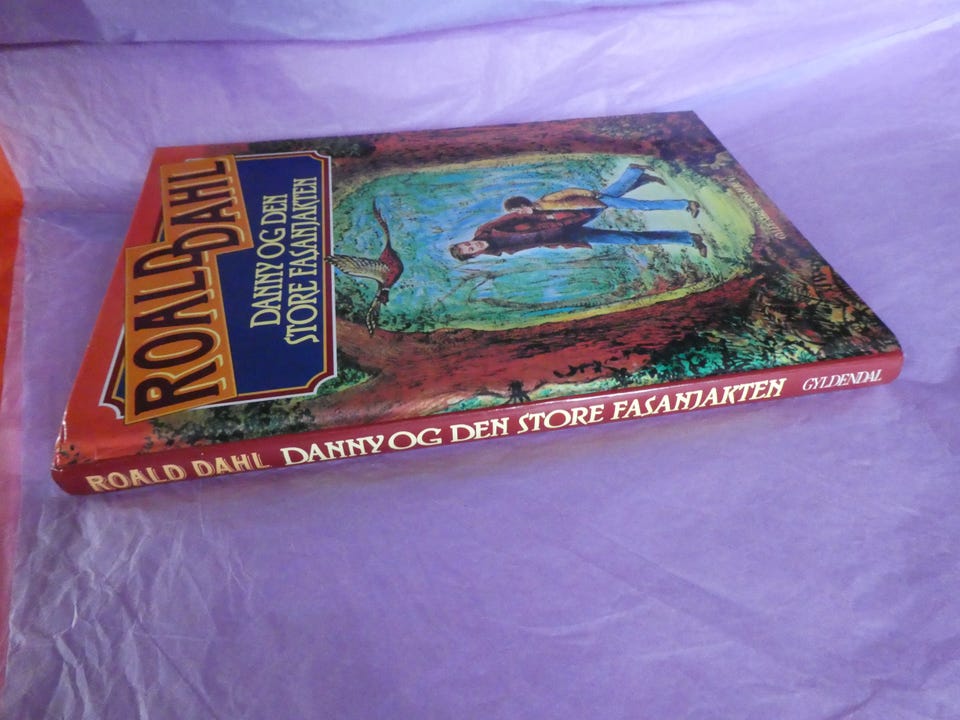 ROALD DAHL
DANNY OG DEN
STORE FASANJAKTEN
ROALD DAHL DANNY OG DEN STORE FASANJAKTEN GYLDENDAL